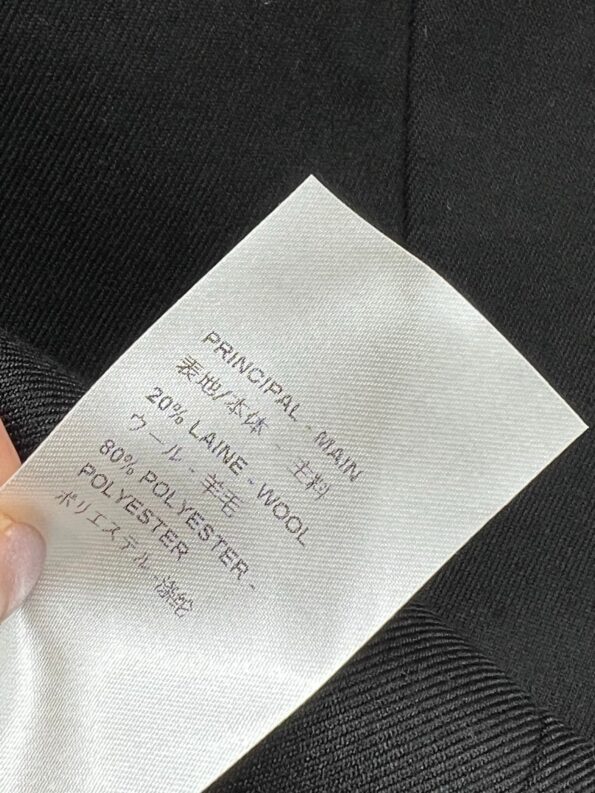 PRINCIPAL - MAIN
表地/本体 - 主料
20% LAINE - WOOL
ウール - 羊毛
80% POLYESTER -
POLYESTER
ポリエステル - 涤纶